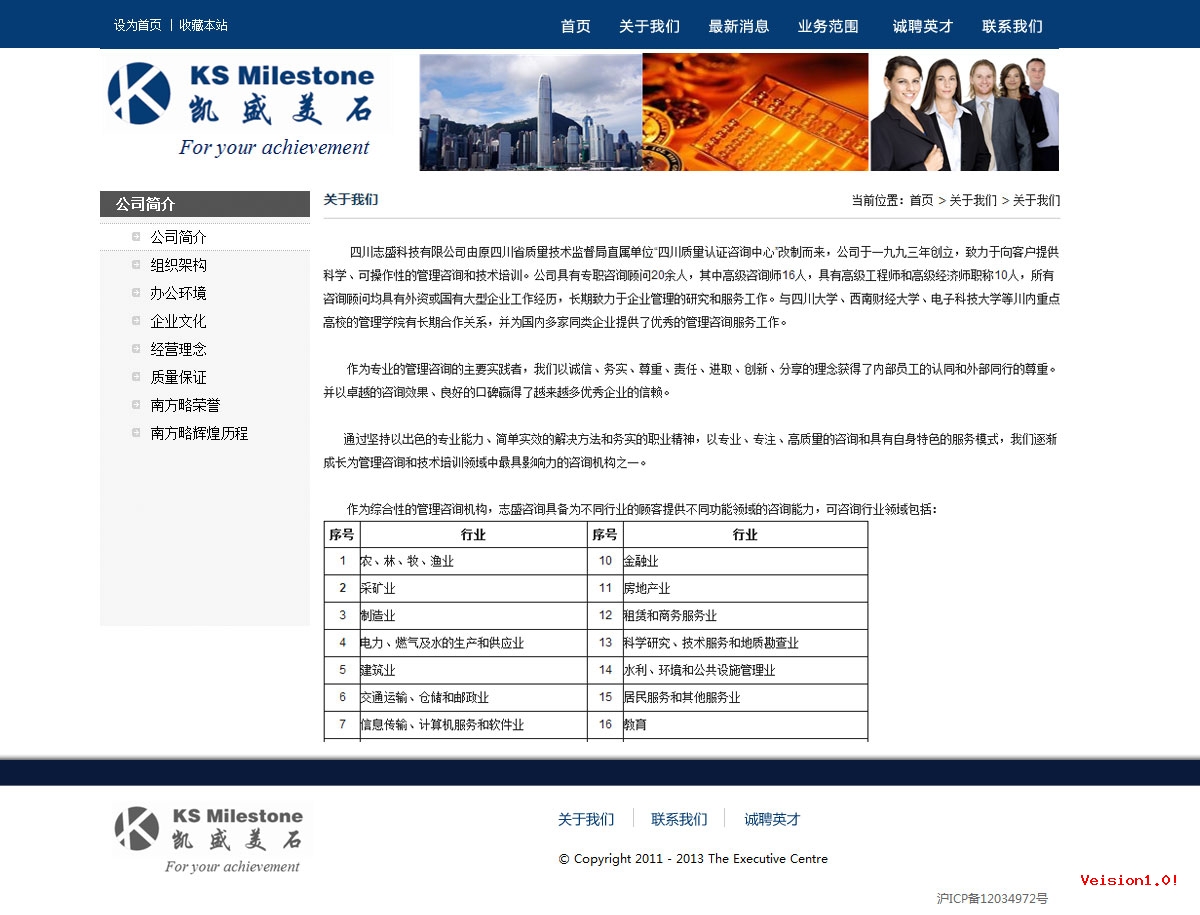 设为首页 | 收藏本站
首页 关于我们 最新消息 业务范围 诚聘英才 联系我们
KS Milestone
凯盛美石
For your achievement
公司简介
公司简介
组织架构
办公环境
企业文化
经营理念
质量保证
南方略荣誉
南方略辉煌历程
关于我们
当前位置：首页 > 关于我们 > 关于我们
四川志盛科技有限公司由原四川省质量技术监督局直属单位“四川质量认证咨询中心”改制而来，公司于一九九三年创立，致力于向客户提供
科学、可操作性的管理咨询和技术培训。公司具有专职咨询顾问20余人，其中高级咨询师16人，具有高级工程师和高级经济师职称10人，所有
咨询顾问均具有外资或国有大型企业工作经历，长期致力于企业管理的研究和服务工作。与四川大学、西南财经大学、电子科技大学等川内重点
高校的管理学院有长期合作关系，并为国内多家同类企业提供了优秀的管理咨询服务工作。
作为专业的管理咨询的主要实践者，我们以诚信、务实、尊重、责任、进取、创新、分享的理念获得了内部员工的认同和外部同行的尊重。
并以卓越的咨询效果、良好的口碑赢得了越来越多优秀企业的信赖。
通过坚持以出色的专业能力、简单实效的解决方法和务实的职业精神，以专业、专注、高质量的咨询和具有自身特色的服务模式，我们逐渐
成长为管理咨询和技术培训领域中最具影响力的咨询机构之一。
作为综合性的管理咨询机构，志盛咨询具备为不同行业的顾客提供不同功能领域的咨询能力，可咨询行业领域包括：
序号 行业 序号 行业
1 农、林、牧、渔业 10 金融业
2 采矿业 11 房地产业
3 制造业 12 租赁和商务服务业
4 电力、燃气及水的生产和供应业 13 科学研究、技术服务和地质勘查业
5 建筑业 14 水利、环境和公共设施管理业
6 交通运输、仓储和邮政业 15 居民服务和其他服务业
7 信息传输、计算机服务和软件业 16 教育
KS Milestone
凯盛美石
For your achievement
关于我们 联系我们 诚聘英才
© Copyright 2011 - 2013 The Executive Centre
Veision1.0!
沪ICP备12034972号